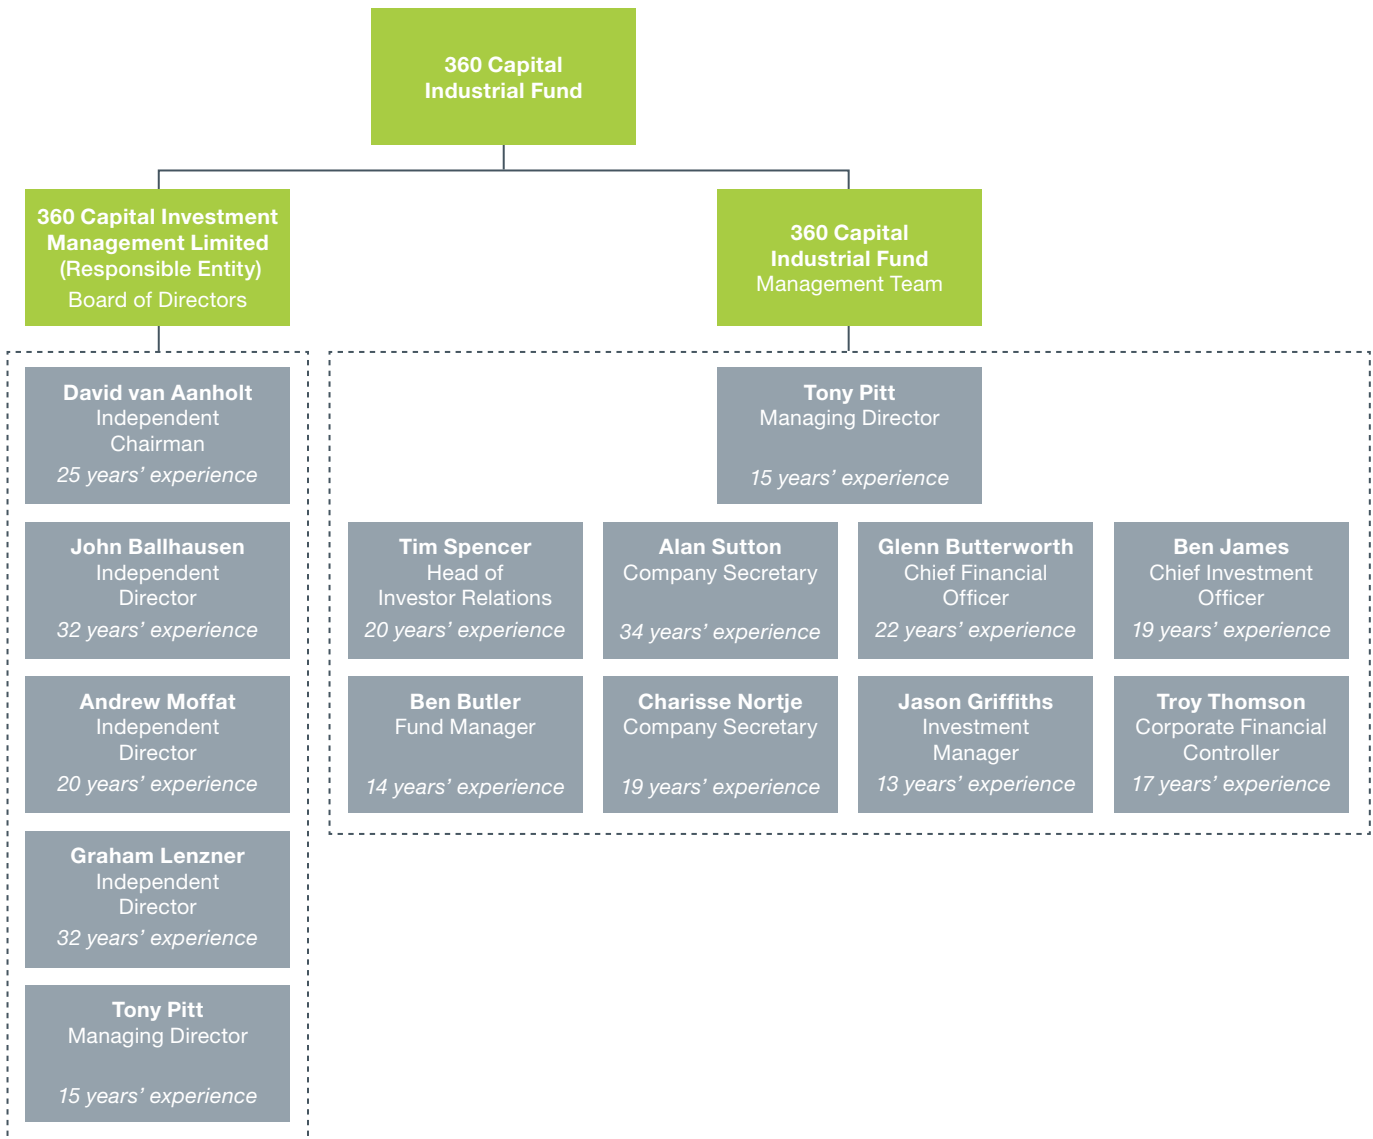 360 Capital
Industrial Fund
360 Capital Investment
Management Limited
(Responsible Entity)
Board of Directors
360 Capital
Industrial Fund
Management Team
David van Aanholt
Independent
Chairman
25 years’ experience
John Ballhausen
Independent
Director
32 years’ experience
Andrew Moffat
Independent
Director
20 years’ experience
Graham Lenzner
Independent
Director
32 years’ experience
Tony Pitt
Managing Director
15 years’ experience
Tony Pitt
Managing Director
15 years’ experience
Tim Spencer
Head of
Investor Relations
20 years’ experience
Alan Sutton
Company Secretary
34 years’ experience
Glenn Butterworth
Chief Financial
Officer
22 years’ experience
Ben James
Chief Investment
Officer
19 years’ experience
Ben Butler
Fund Manager
14 years’ experience
Charisse Nortje
Company Secretary
19 years’ experience
Jason Griffiths
Investment
Manager
13 years’ experience
Troy Thomson
Corporate Financial
Controller
17 years’ experience